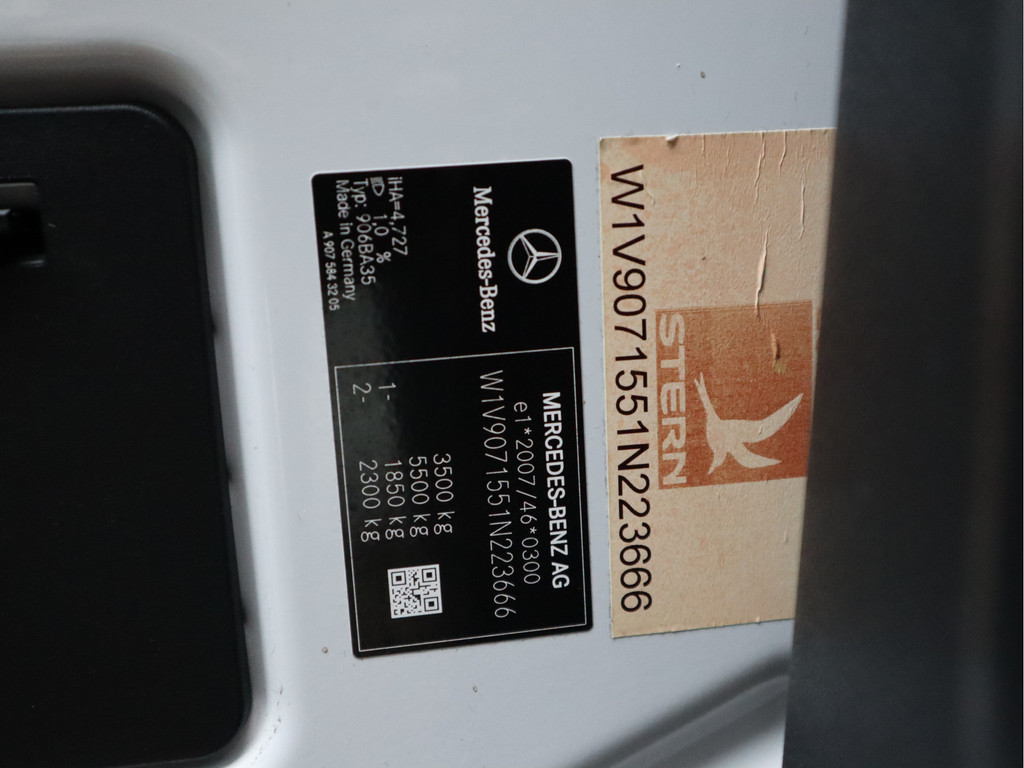 Mercedes-Benz
iHA=4,727
1,0 %
Typ: 906BA35
Made in Germany
A 907 584 32 05
MERCEDES-BENZ AG
e1*2007/46*0300
W1V9071551N223666
3500 kg
5500 kg
1- 1850 kg
2- 2300 kg
W1V9071551N223666
STERN